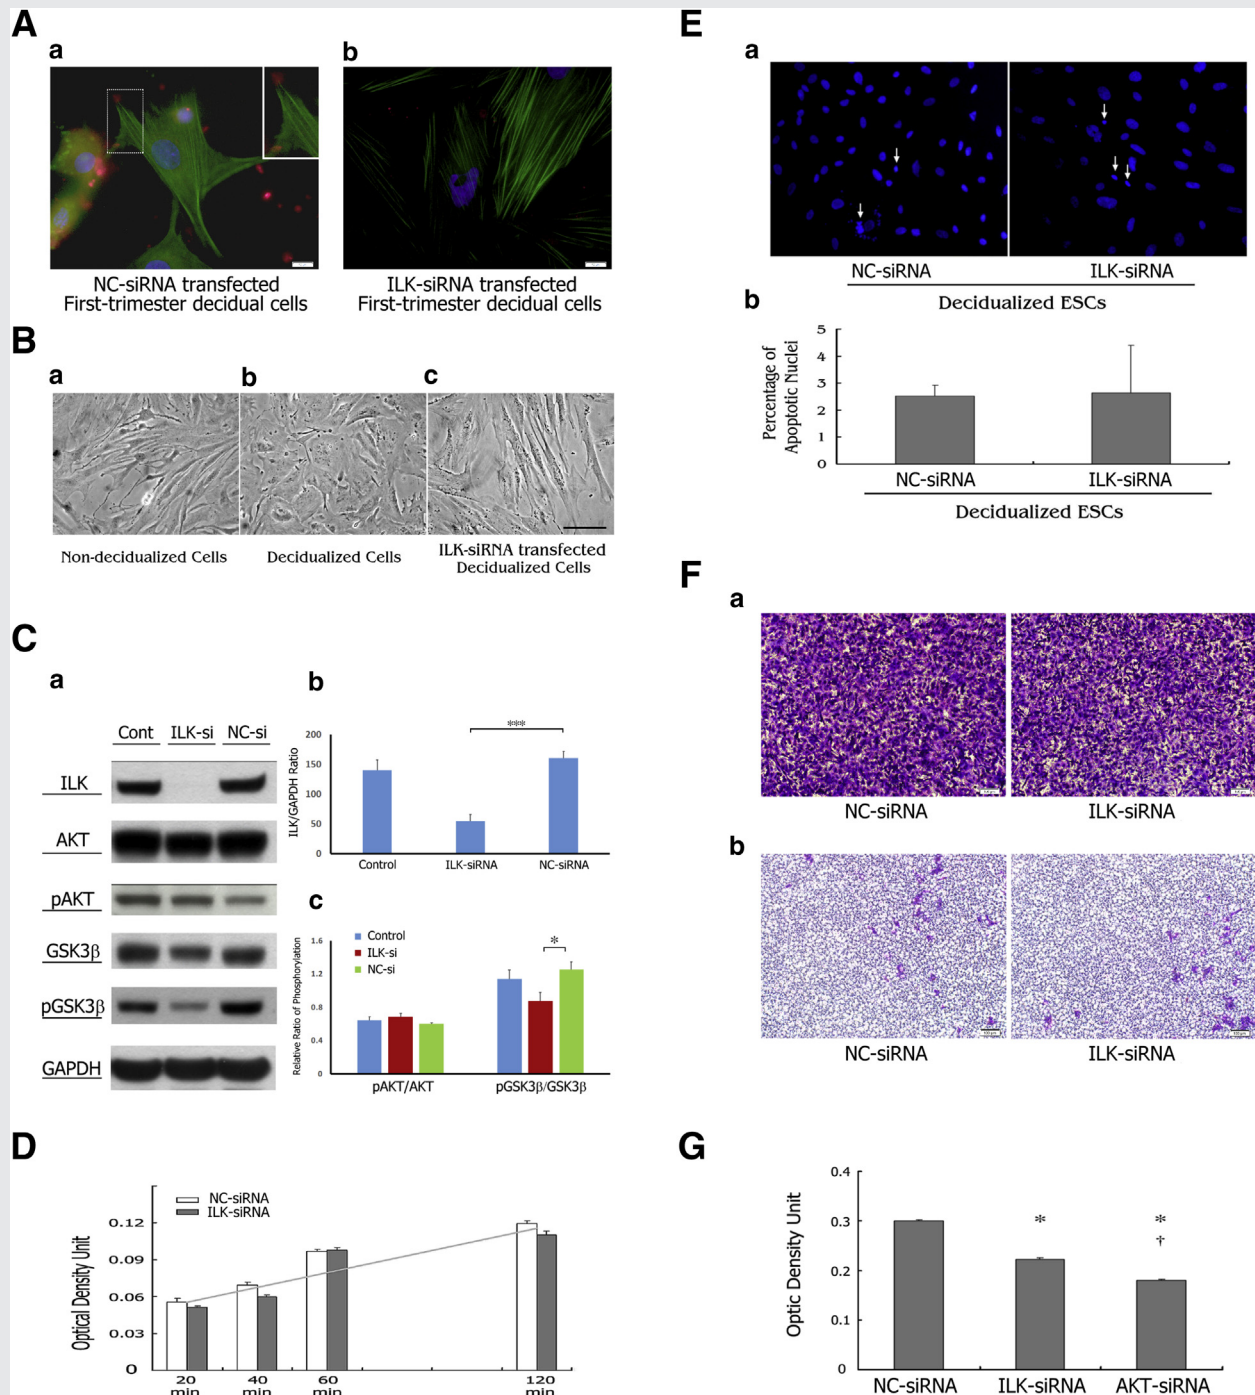 A
a
b
NC-siRNA transfected
First-trimester decidual cells
ILK-siRNA transfected
First-trimester decidual cells
B
a
b
c
Non-decidualized Cells
Decidualized Cells
ILK-siRNA transfected
Decidualized Cells
C
a
Cont ILK-si NC-si
ILK
AKT
pAKT
GSK3β
pGSK3β
GAPDH
b
ILK/GAPDH Ratio
200
150
100
50
0
***
Control ILK-siRNA NC-siRNA
c
Relative Ratio of Phosphorylation
1.6
1.2
0.8
0.4
0
Control
ILK-si
NC-si
*
pAKT/AKT pGSK3β/GSK3β
D
Optical Density Unit
0.12
0.09
0.06
0.03
0
NC-siRNA
ILK-siRNA
20 40 60 120
min min min min
E
a
NC-siRNA ILK-siRNA
Decidualized ESCs
b
Percentage of
Apoptotic Nuclei
5
4
3
2
1
0
NC-siRNA ILK-siRNA
Decidualized ESCs
F
a
NC-siRNA ILK-siRNA
b
NC-siRNA ILK-siRNA
G
Optic Density Unit
0.4
0.3
0.2
0.1
0
* *
†
NC-siRNA ILK-siRNA AKT-siRNA